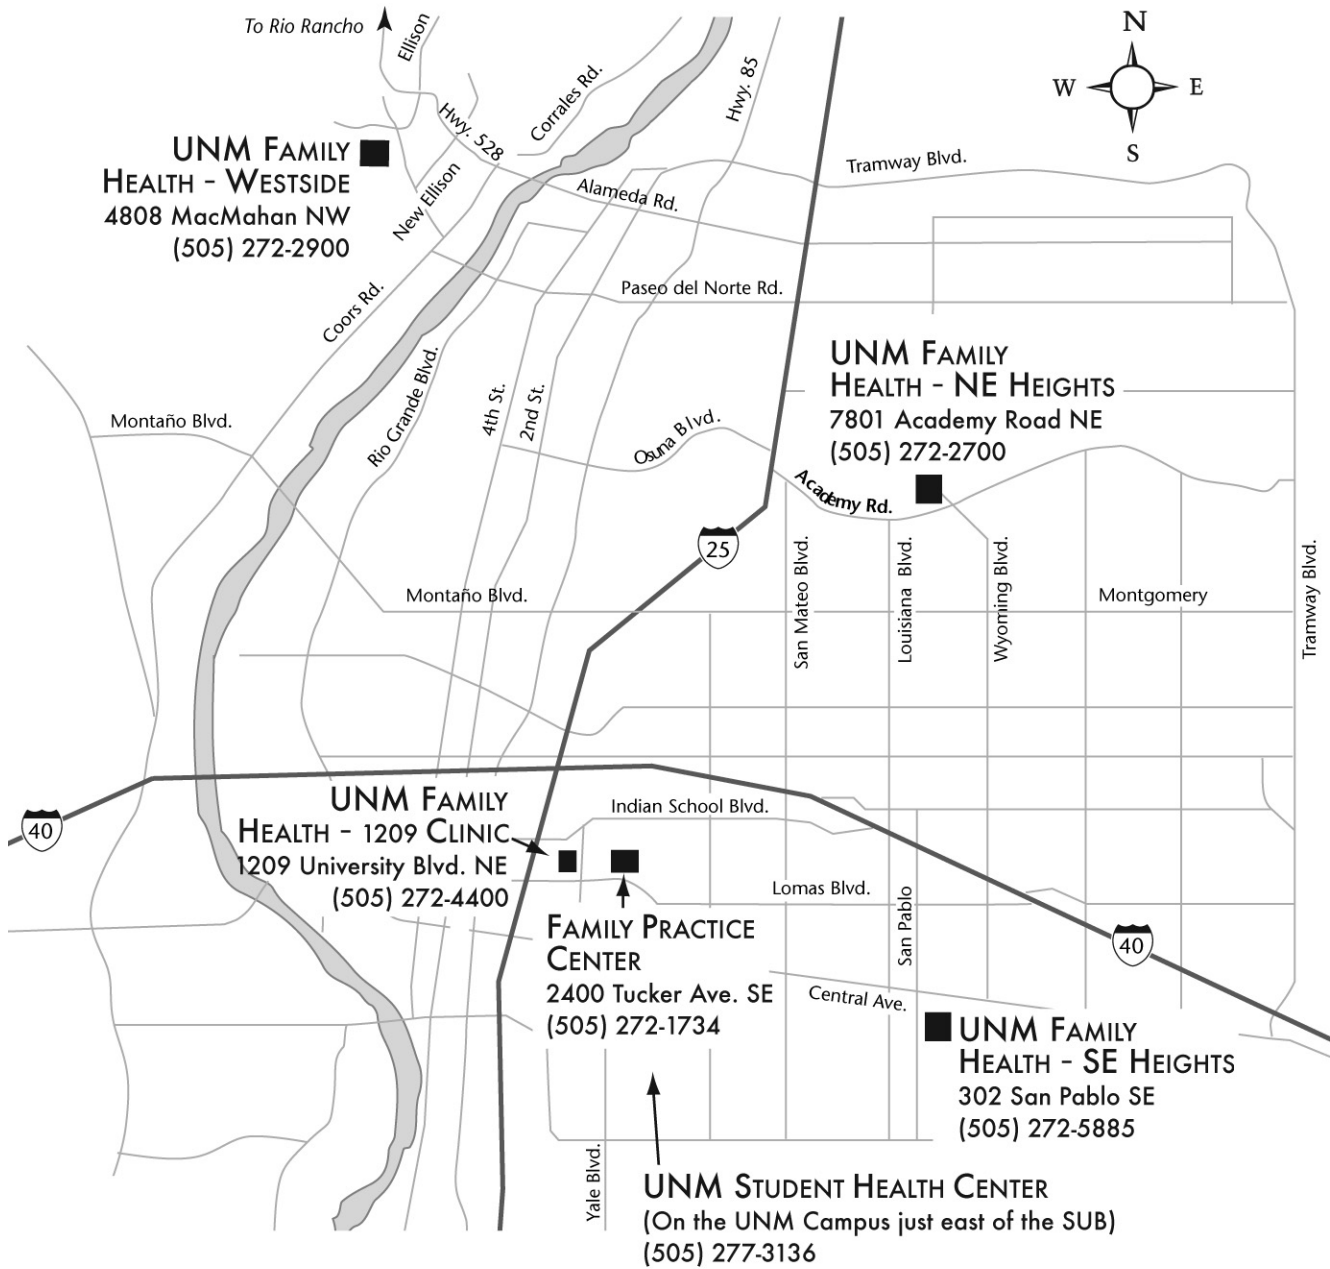 To Rio Rancho
Ellison
N
W
E
S
Hwy. 85
Corrales Rd.
Hwy. 528
UNM Family
Health - Westside
4808 MacMahan NW
(505) 272-2900
New Ellison
Alameda Rd.
Tramway Blvd.
Paseo del Norte Rd.
Coors Rd.
UNM Family
Health - NE Heights
7801 Academy Road NE
(505) 272-2700
Montaño Blvd.
Rio Grande Blvd.
4th St.
2nd St.
Osuna Blvd.
Academy Rd.
25
San Mateo Blvd.
Louisiana Blvd.
Wyoming Blvd.
Tramway Blvd.
Montaño Blvd.
Montgomery
UNM Family
Health - 1209 Clinic
1209 University Blvd. NE
(505) 272-4400
Indian School Blvd.
40
Lomas Blvd.
San Pablo
Family Practice
Center
2400 Tucker Ave. SE
(505) 272-1734
40
Central Ave.
UNM Family
Health - SE Heights
302 San Pablo SE
(505) 272-5885
Yale Blvd.
UNM Student Health Center
(On the UNM Campus just east of the SUB)
(505) 277-3136